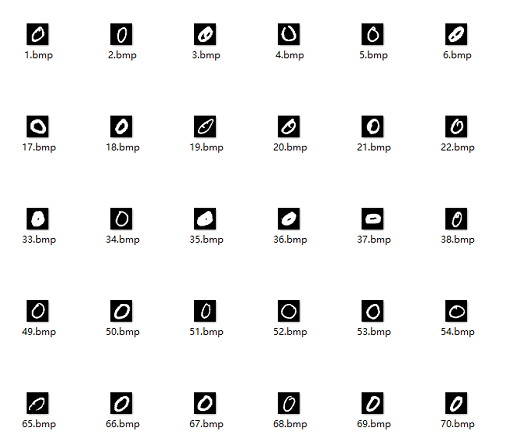 1.bmp 2.bmp 3.bmp 4.bmp 5.bmp 6.bmp
17.bmp 18.bmp 19.bmp 20.bmp 21.bmp 22.bmp
33.bmp 34.bmp 35.bmp 36.bmp 37.bmp 38.bmp
49.bmp 50.bmp 51.bmp 52.bmp 53.bmp 54.bmp
65.bmp 66.bmp 67.bmp 68.bmp 69.bmp 70.bmp